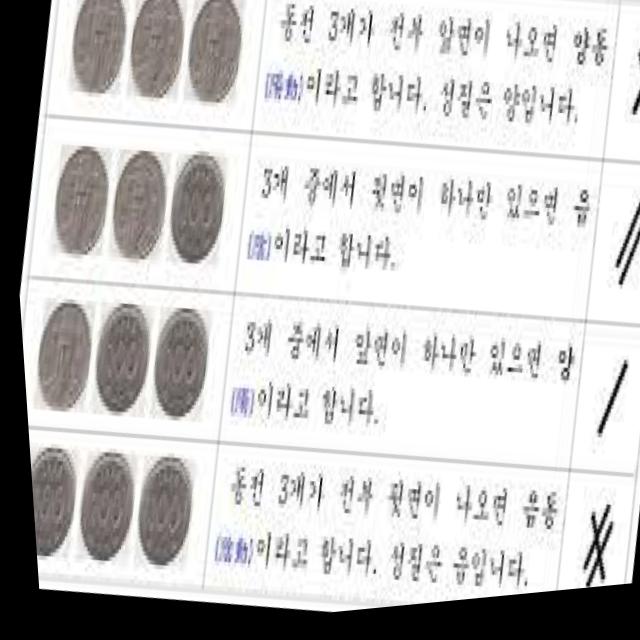 동전 3개가 전부 앞면이 나오면 양동
(陽動)이라고 합니다. 성질은 양입니다.
3개 중에서 뒷면이 하나만 있으면 음
(陰)이라고 합니다.
3개 중에서 앞면이 하나만 있으면 양
(陽)이라고 합니다.
동전 3개가 전부 뒷면이 나오면 음동
(陰動)이라고 합니다. 성질은 음입니다.